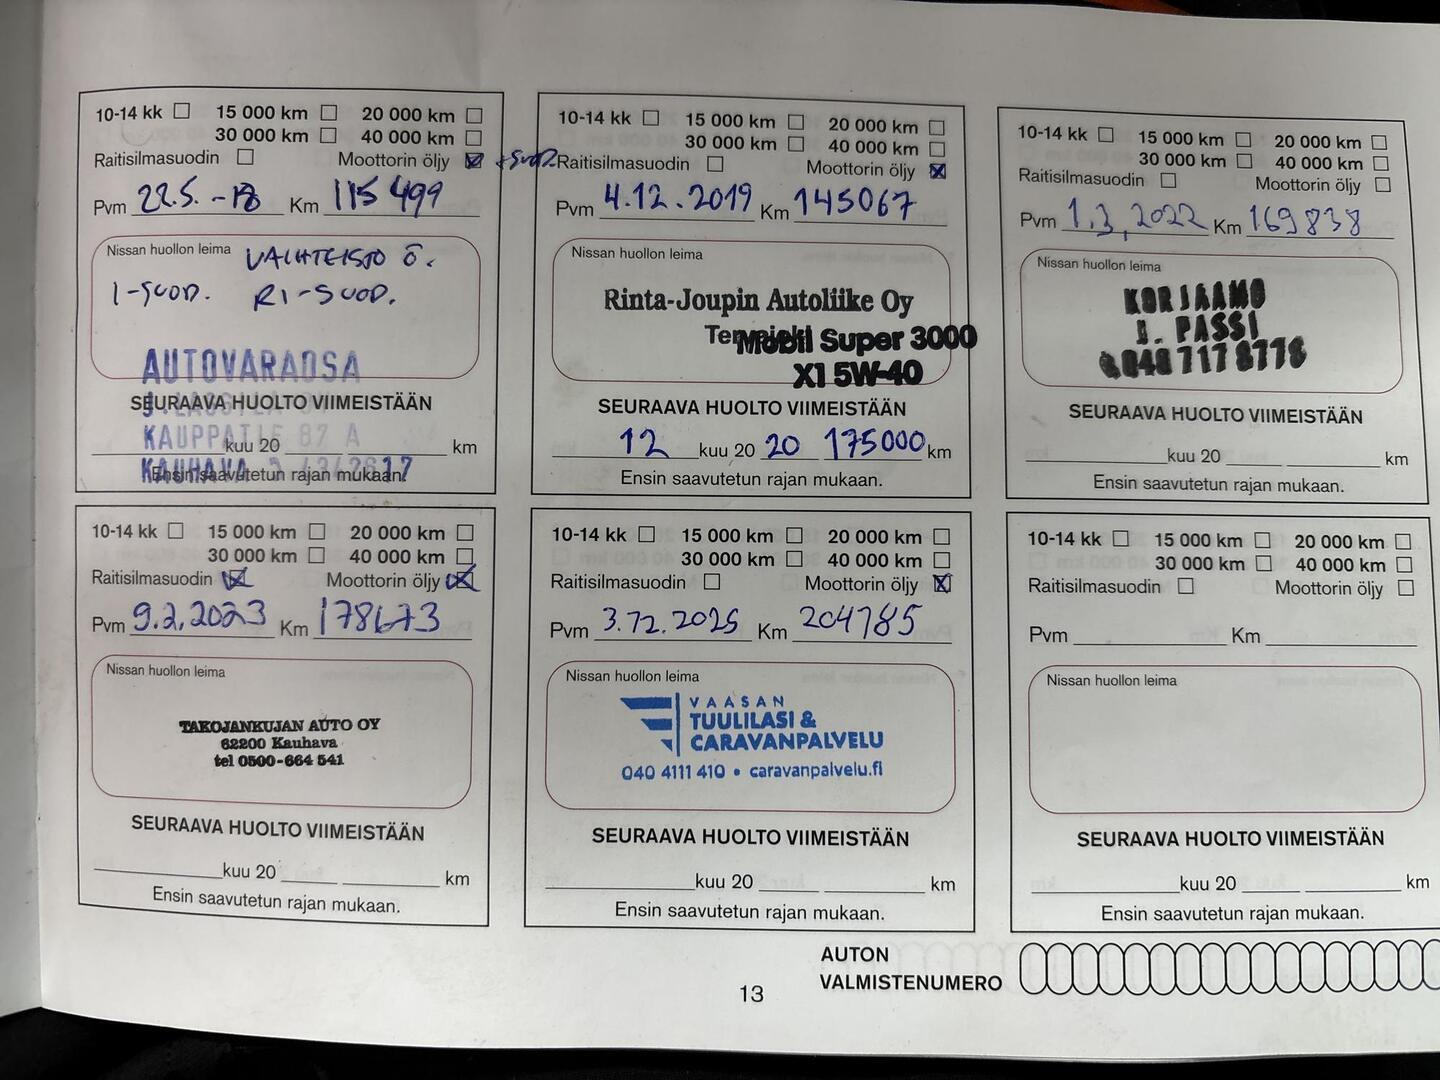 10-14 kk ☐ 15 000 km ☐ 20 000 km ☐
30 000 km ☐ 40 000 km ☐
Raitisilmasuodin ☐ Moottorin öljy ☒ +SUOD.
Pvm 22.5.-18 Km 115 499
Nissan huollon leima VAIHTEISTO Ö.
I-SUOD. RI-SUOD.
AUTOVARAOSA
SEURAAVA HUOLTO VIIMEISTÄÄN
KAUPPATIE 87 A
kuu 20 km
KAUHAVA
Ensin saavutetun rajan mukaan.
10-14 kk ☐ 15 000 km ☐ 20 000 km ☐
30 000 km ☐ 40 000 km ☐
Raitisilmasuodin ☐ Moottorin öljy ☒
Pvm 4.12.2019 Km 145067
Nissan huollon leima
Rinta-Joupin Autoliike Oy
Mobil Super 3000
X1 5W-40
SEURAAVA HUOLTO VIIMEISTÄÄN
12 kuu 20 20 175000 km
Ensin saavutetun rajan mukaan.
10-14 kk ☐ 15 000 km ☐ 20 000 km ☐
30 000 km ☐ 40 000 km ☐
Raitisilmasuodin ☐ Moottorin öljy ☐
Pvm 1.3.2022 Km 169838
Nissan huollon leima
KORJAAMO
J. PASSI
048 717 8778
SEURAAVA HUOLTO VIIMEISTÄÄN
kuu 20 km
Ensin saavutetun rajan mukaan.
10-14 kk ☐ 15 000 km ☐ 20 000 km ☐
30 000 km ☐ 40 000 km ☐
Raitisilmasuodin ☒ Moottorin öljy ☒
Pvm 9.2.2023 Km 178673
Nissan huollon leima
TAKOJANKUJAN AUTO OY
62200 Kauhava
tel 0500-664 541
SEURAAVA HUOLTO VIIMEISTÄÄN
kuu 20 km
Ensin saavutetun rajan mukaan.
10-14 kk ☐ 15 000 km ☐ 20 000 km ☐
30 000 km ☐ 40 000 km ☐
Raitisilmasuodin ☐ Moottorin öljy ☒
Pvm 3.12.2025 Km 204785
Nissan huollon leima
VAASAN
TUULILASI &
CARAVANPALVELU
040 4111 410 • caravanpalvelu.fi
SEURAAVA HUOLTO VIIMEISTÄÄN
kuu 20 km
Ensin saavutetun rajan mukaan.
10-14 kk ☐ 15 000 km ☐ 20 000 km ☐
30 000 km ☐ 40 000 km ☐
Raitisilmasuodin ☐ Moottorin öljy ☐
Pvm Km
Nissan huollon leima
SEURAAVA HUOLTO VIIMEISTÄÄN
kuu 20 km
Ensin saavutetun rajan mukaan.
AUTON
VALMISTENUMERO
13